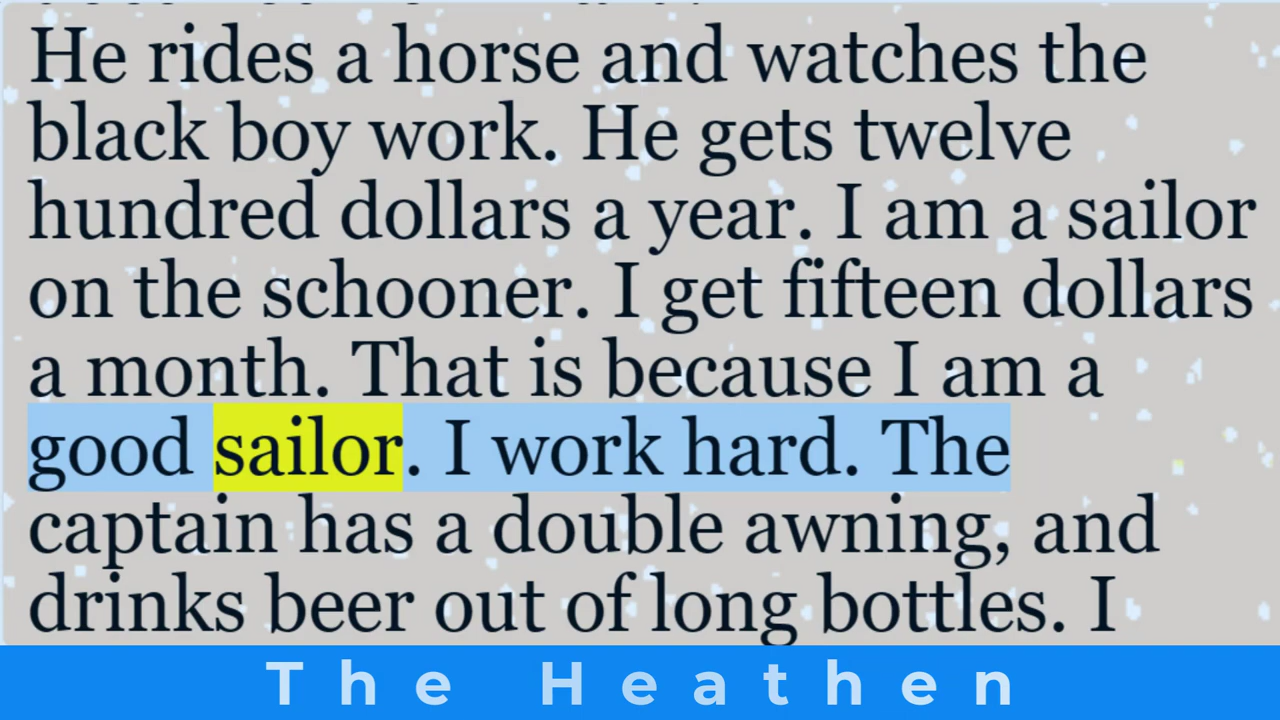 He rides a horse and watches the
black boy work. He gets twelve
hundred dollars a year. I am a sailor
on the schooner. I get fifteen dollars
a month. That is because I am a
good sailor. I work hard. The
captain has a double awning, and
drinks beer out of long bottles. I
The Heathen